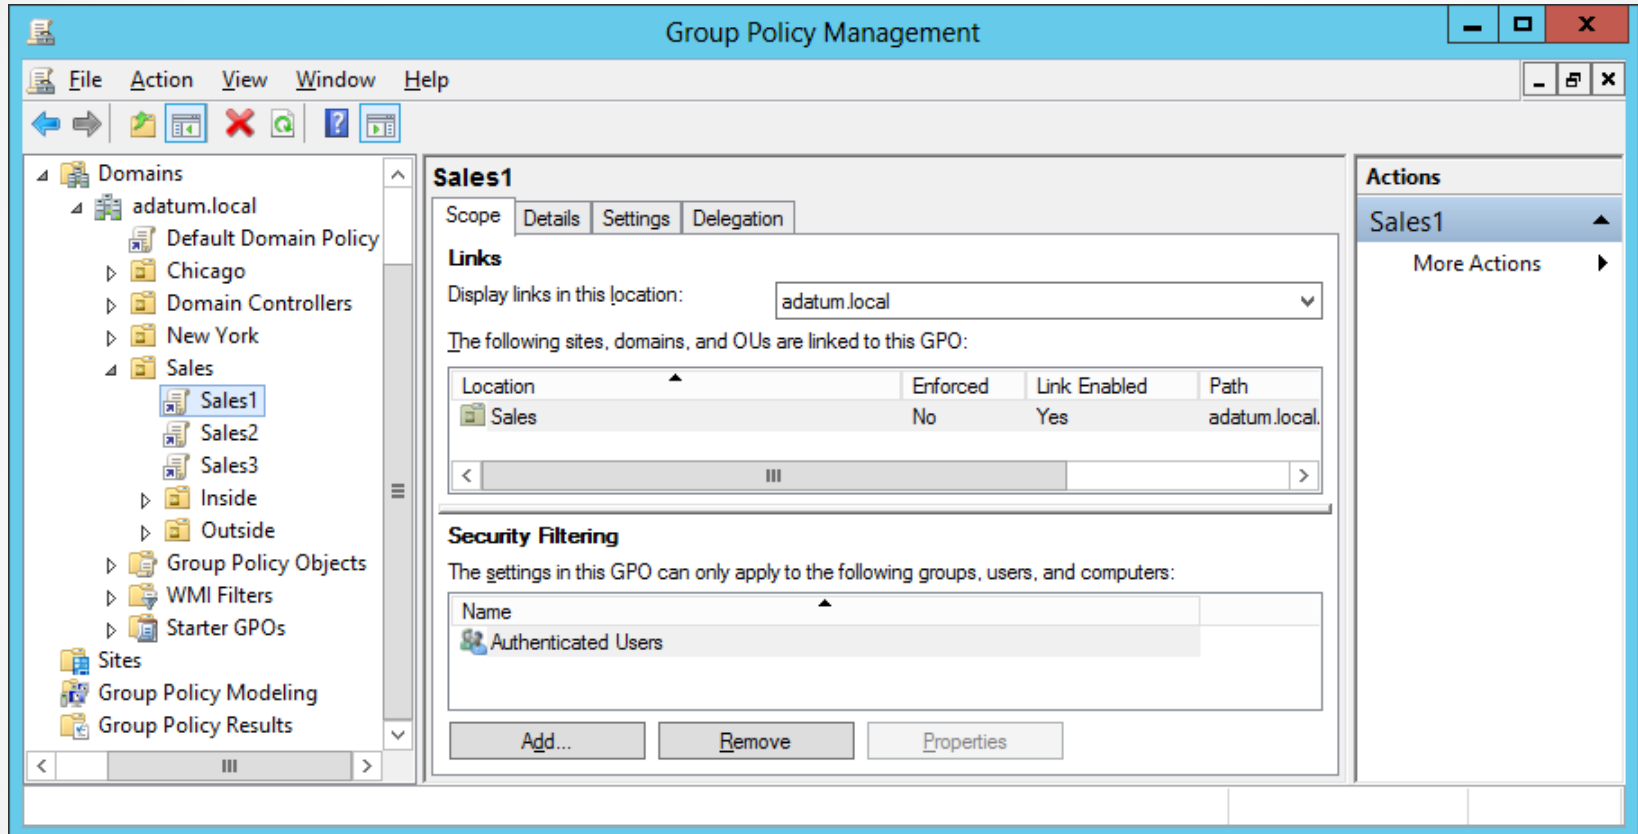 Group Policy Management
File Action View Window Help
Domains
adatum.local
Default Domain Policy
Chicago
Domain Controllers
New York
Sales
Sales1
Sales2
Sales3
Inside
Outside
Group Policy Objects
WMI Filters
Starter GPOs
Sites
Group Policy Modeling
Group Policy Results
Sales1
Scope Details Settings Delegation
Links
Display links in this location: adatum.local
The following sites, domains, and OUs are linked to this GPO:
Location Enforced Link Enabled Path
Sales No Yes adatum.local.
Security Filtering
The settings in this GPO can only apply to the following groups, users, and computers:
Name
Authenticated Users
Add... Remove Properties
Actions
Sales1
More Actions